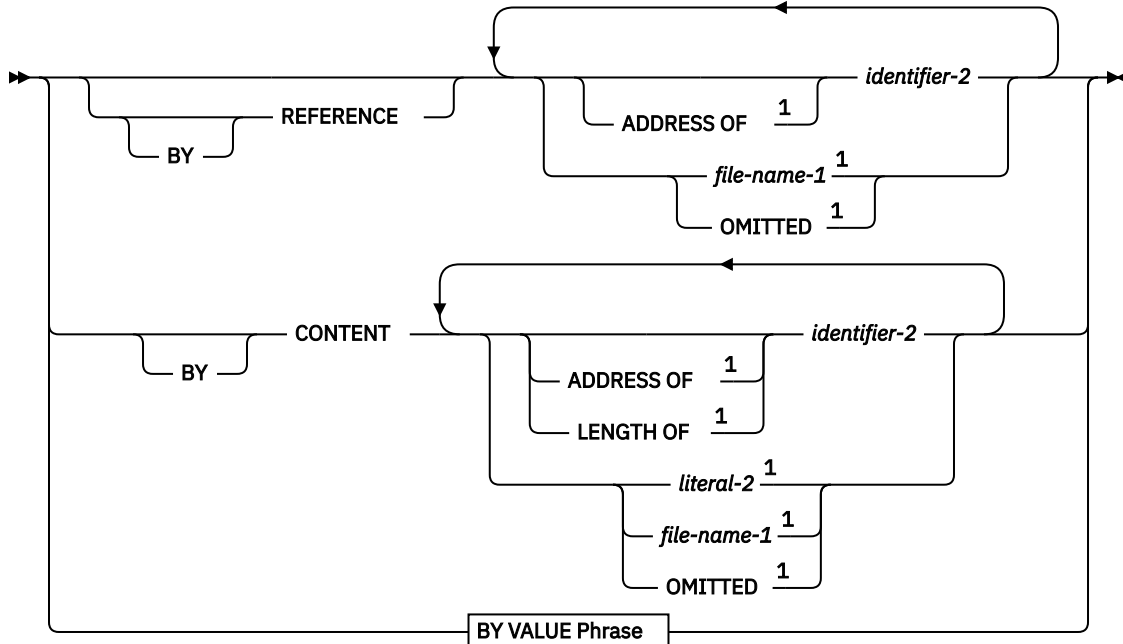 identifier-2
REFERENCE
ADDRESS OF 1
BY
file-name-1 1
OMITTED 1
CONTENT
identifier-2
BY
ADDRESS OF 1
LENGTH OF 1
literal-2 1
file-name-1 1
OMITTED 1
BY VALUE Phrase